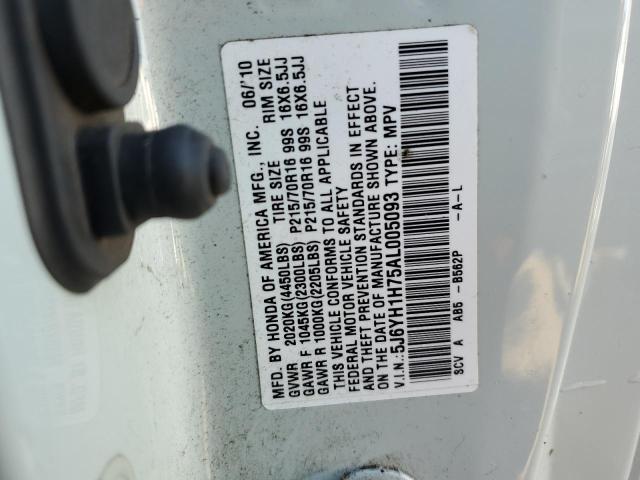 MFD. BY HONDA OF AMERICA MFG., INC. 06/'10
GVWR 2020KG(4450LBS) TIRE SIZE RIM SIZE
GAWR F 1045KG(2300LBS) P215/70R16 99S 16X6.5JJ
GAWR R 1000KG(2205LBS) P215/70R16 99S 16X6.5JJ
THIS VEHICLE CONFORMS TO ALL APPLICABLE
FEDERAL MOTOR VEHICLE SAFETY
AND THEFT PREVENTION STANDARDS IN EFFECT
ON THE DATE OF MANUFACTURE SHOWN ABOVE.
V.I.N.: 5J6YH1H75AL005093 TYPE: MPV
SCV A AB5 - B562P - A - L